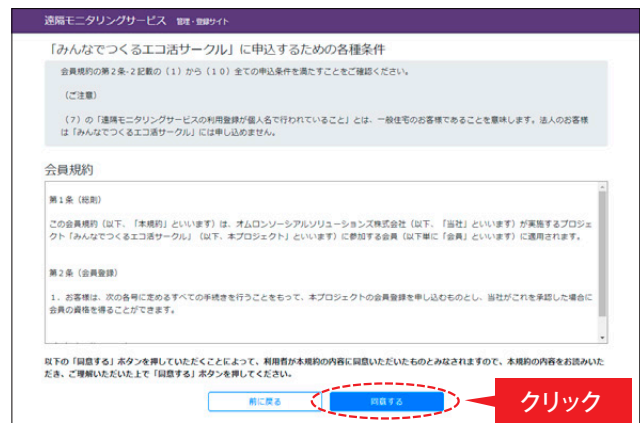 遠隔モニタリングサービス 管理・登録サイト
「みんなでつくるエコ活サークル」に申込するための各種条件
会員規約の第2条-2記載の（1）から（10）全ての申込条件を満たすことをご確認ください。
（ご注意）
（7）の「遠隔モニタリングサービスの利用登録が個人名で行われていること」とは、一般住宅のお客様であることを意味します。法人のお客様
は「みんなでつくるエコ活サークル」には申し込めません。
会員規約
第1条（総則）
この会員規約（以下、「本規約」といいます）は、オムロンソーシアルソリューションズ株式会社（以下、「当社」といいます）が実施するプロジェ
クト「みんなでつくるエコ活サークル」（以下、本プロジェクト」といいます）に参加する会員（以下単に「会員」といいます）に適用されます。
第2条（会員登録）
1．お客様は、次の各号に定めるすべての手続きを行うことをもって、本プロジェクトの会員登録を申し込むものとし、当社がこれを承認した場合に
会員の資格を得ることができます。
以下の「同意する」ボタンを押していただくことによって、利用者が本規約の内容に同意いただいたものとみなされますので、本規約の内容をお読みいた
だき、ご理解いただいた上で「同意する」ボタンを押してください。
前に戻る
同意する
クリック